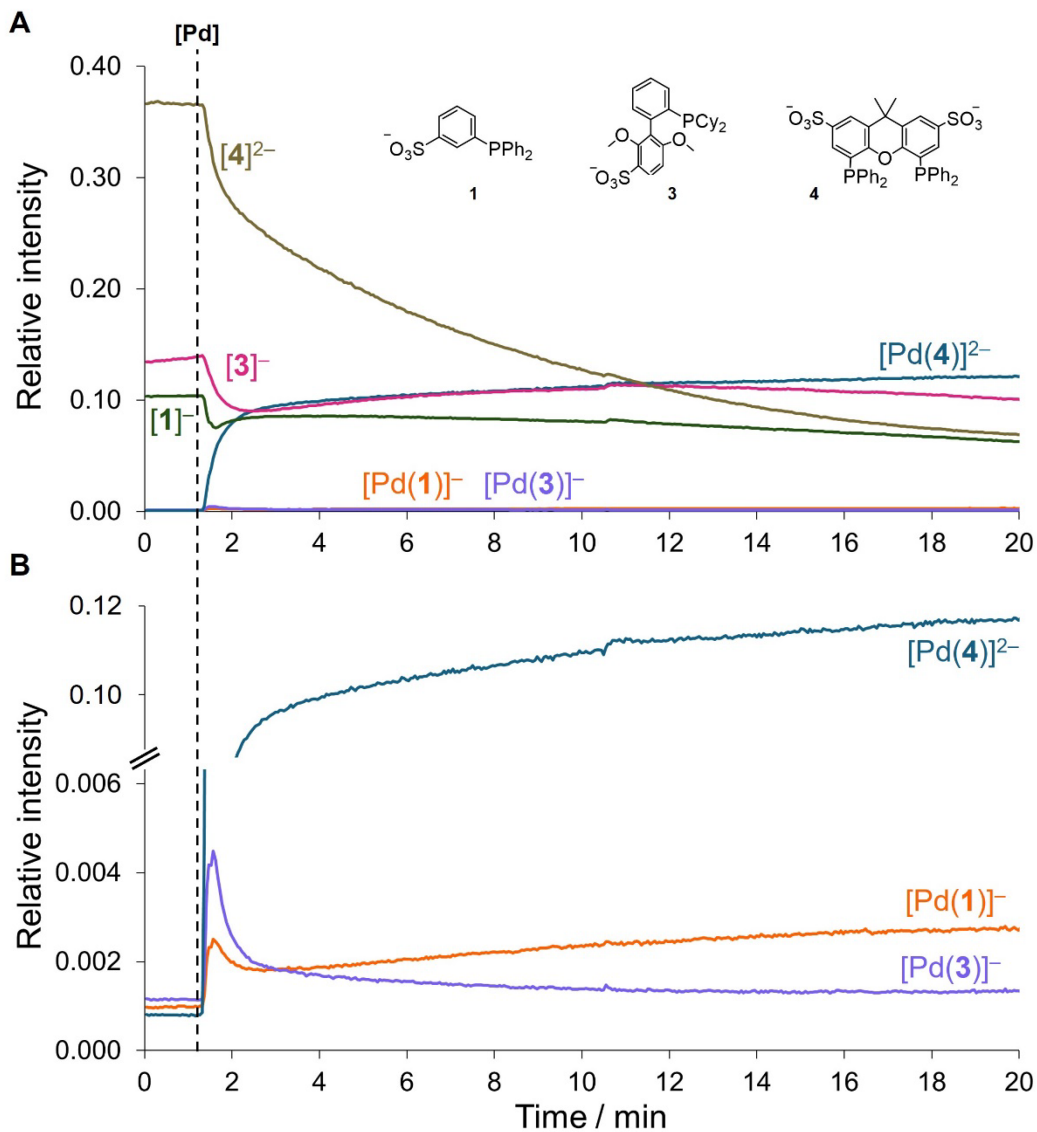 A
[Pd]
Relative intensity
0.40
0.30
0.20
0.10
0.00
[4]²⁻
[3]⁻
[1]⁻
⁻O₃S
PPh₂
1
PCy₂
O
O
⁻O₃S
3
⁻O₃S
SO₃⁻
O
PPh₂
PPh₂
4
[Pd(4)]²⁻
[Pd(1)]⁻ [Pd(3)]⁻
0 2 4 6 8 10 12 14 16 18 20
B
Relative intensity
0.12
0.10
0.006
0.004
0.002
0.000
[Pd(4)]²⁻
[Pd(1)]⁻
[Pd(3)]⁻
0 2 4 6 8 10 12 14 16 18 20
Time / min